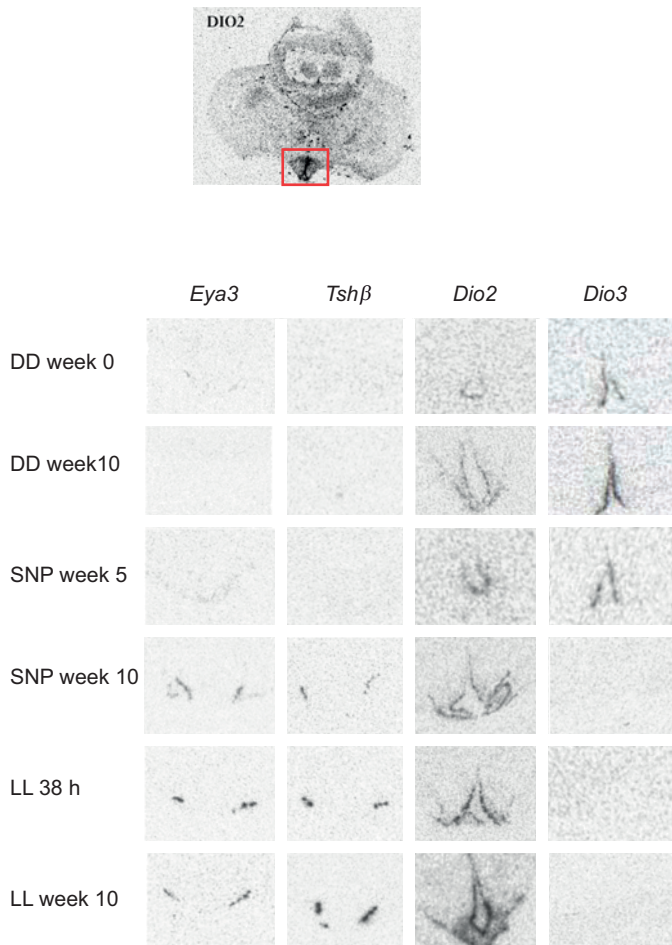 DIO2
Eya3 Tshβ Dio2 Dio3
DD week 0
DD week10
SNP week 5
SNP week 10
LL 38 h
LL week 10